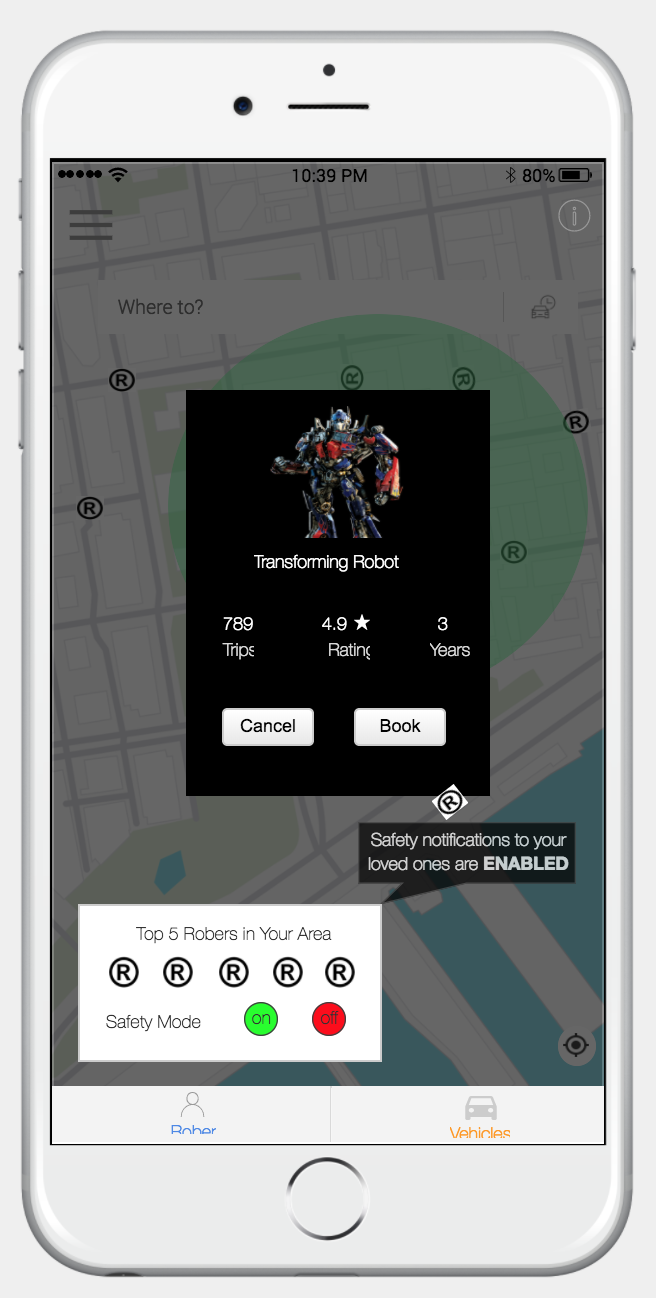 10:39 PM
80%
Where to?
®
®
®
®
®
®
Transforming Robot
789
4.9 ★
3
Trips
Rating
Years
Cancel
Book
®
Safety notifications to your
loved ones are ENABLED
Top 5 Robers in Your Area
® ® ® ® ®
Safety Mode
on
off
Rober
Vehicles